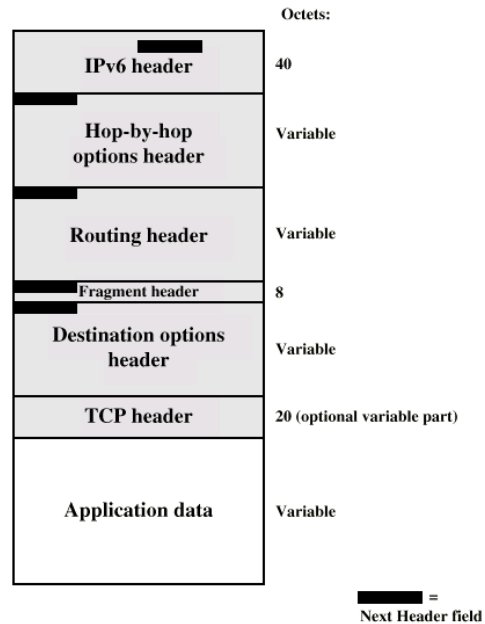 Octets:
IPv6 header
40
Hop-by-hop
options header
Variable
Routing header
Variable
Fragment header
8
Destination options
header
Variable
TCP header
20 (optional variable part)
Application data
Variable
=
Next Header field